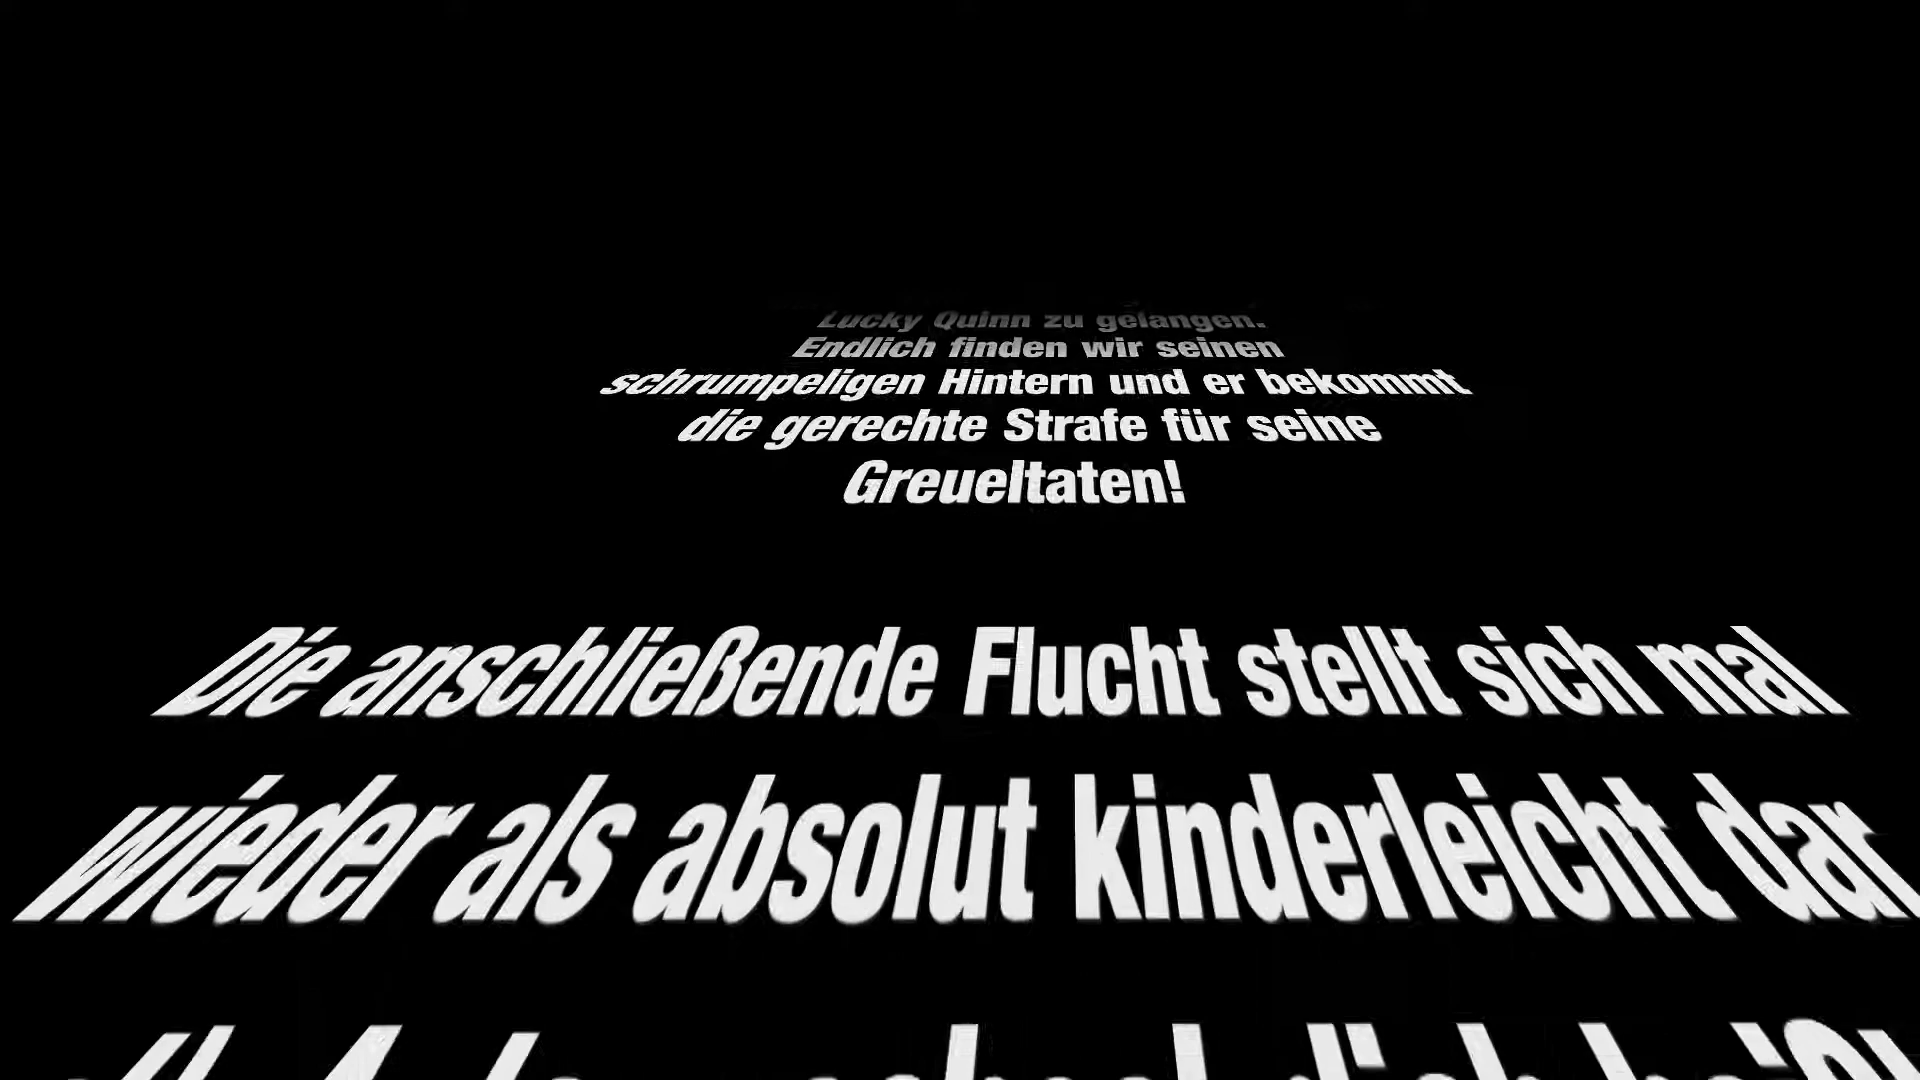 Lucky Quinn zu gelangen.
Endlich finden wir seinen
schrumpeligen Hintern und er bekommt
die gerechte Strafe für seine
Greueltaten!
Die anschließende Flucht stellt sich mal
wieder als absolut kinderleicht dar